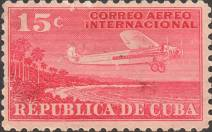 15¢
CORREO AEREO
INTERNACIONAL
REPUBLICA DE CUBA